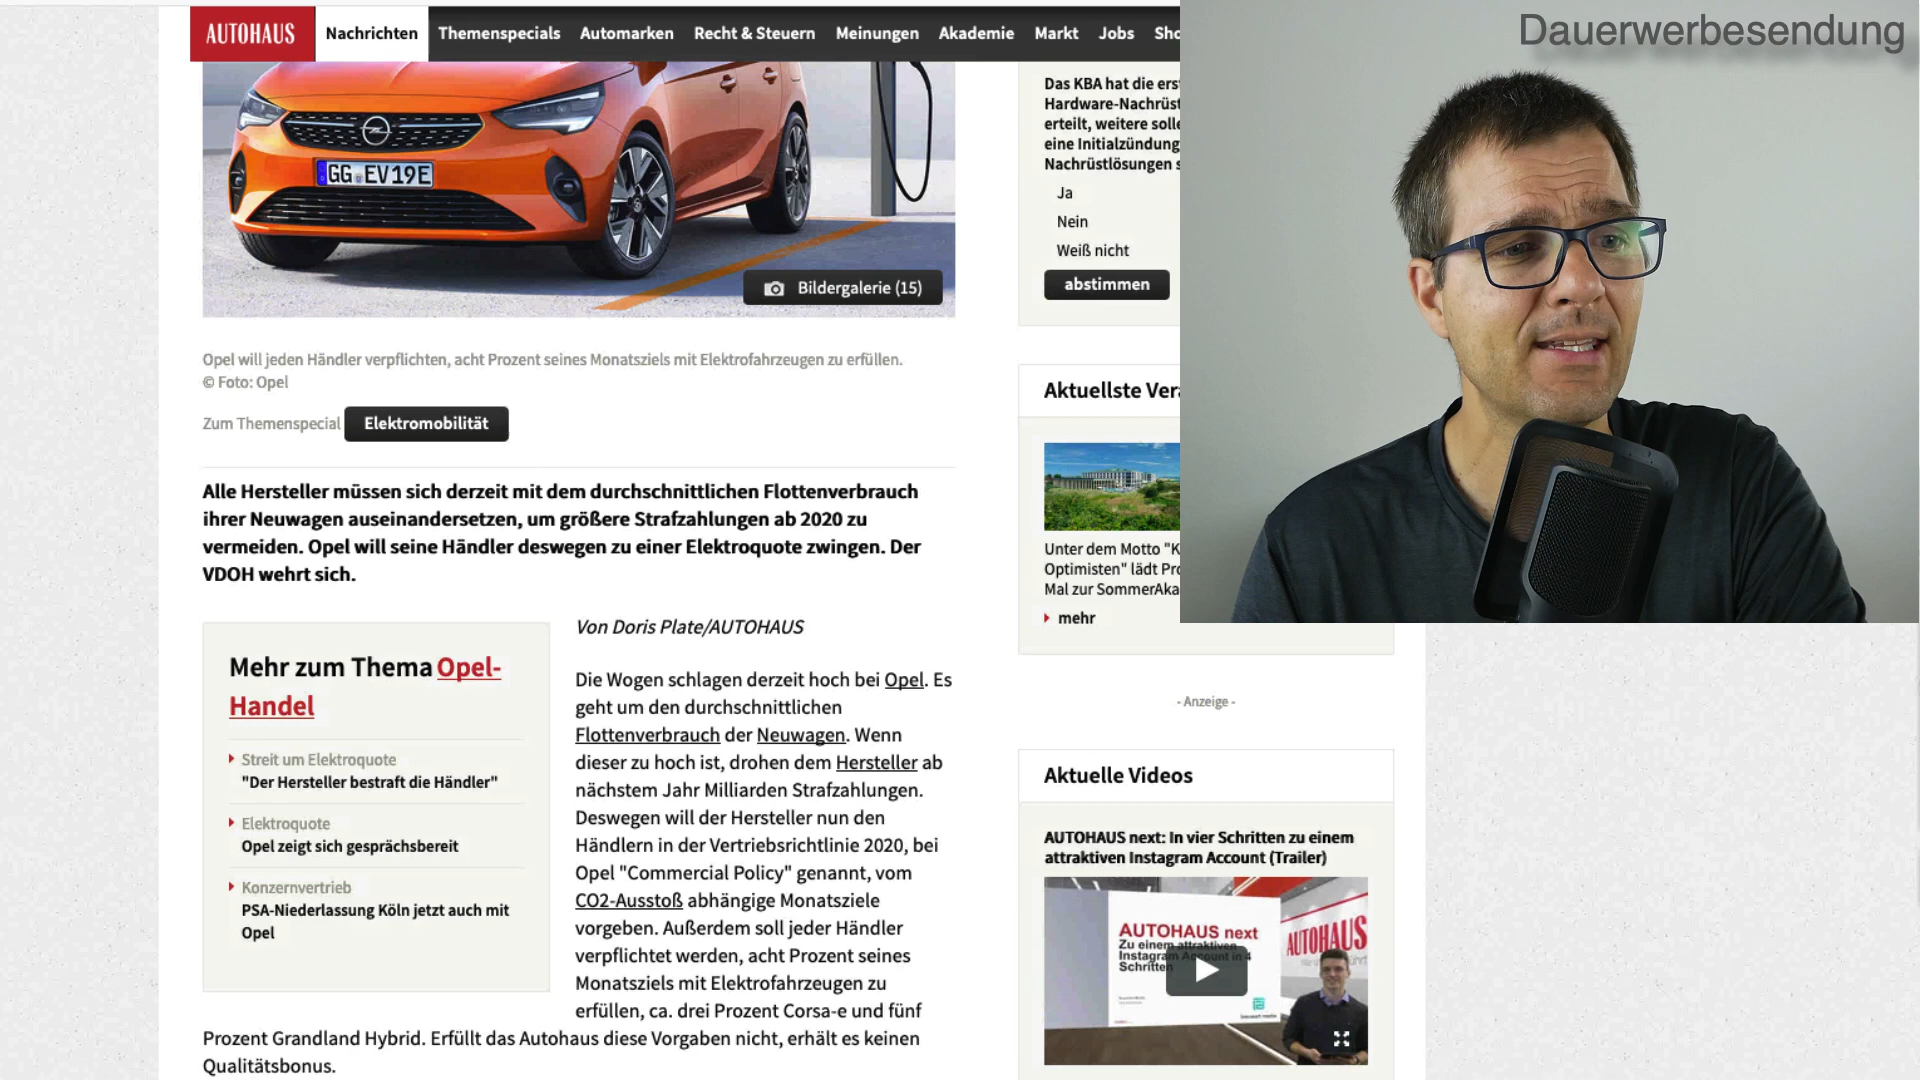 Dauerwerbesendung
AUTOHAUS Nachrichten Themenspecials Automarken Recht & Steuern Meinungen Akademie Markt Jobs Sho
GG EV19E
Bildergalerie (15)
Opel will jeden Händler verpflichten, acht Prozent seines Monatsziels mit Elektrofahrzeugen zu erfüllen.
© Foto: Opel
Zum Themenspecial Elektromobilität
Alle Hersteller müssen sich derzeit mit dem durchschnittlichen Flottenverbrauch
ihrer Neuwagen auseinandersetzen, um größere Strafzahlungen ab 2020 zu
vermeiden. Opel will seine Händler deswegen zu einer Elektroquote zwingen. Der
VDOH wehrt sich.
Mehr zum Thema Opel-
Handel
Streit um Elektroquote
"Der Hersteller bestraft die Händler"
Elektroquote
Opel zeigt sich gesprächsbereit
Konzernvertrieb
PSA-Niederlassung Köln jetzt auch mit
Opel
Von Doris Plate/AUTOHAUS
Die Wogen schlagen derzeit hoch bei Opel. Es
geht um den durchschnittlichen
Flottenverbrauch der Neuwagen. Wenn
dieser zu hoch ist, drohen dem Hersteller ab
nächstem Jahr Milliarden Strafzahlungen.
Deswegen will der Hersteller nun den
Händlern in der Vertriebsrichtlinie 2020, bei
Opel "Commercial Policy" genannt, vom
CO2-Ausstoß abhängige Monatsziele
vorgeben. Außerdem soll jeder Händler
verpflichtet werden, acht Prozent seines
Monatsziels mit Elektrofahrzeugen zu
erfüllen, ca. drei Prozent Corsa-e und fünf
Prozent Grandland Hybrid. Erfüllt das Autohaus diese Vorgaben nicht, erhält es keinen
Qualitätsbonus.
Das KBA hat die ers
Hardware-Nachrüst
erteilt, weitere solle
eine Initialzündung
Nachrüstlösungen s
Ja
Nein
Weiß nicht
abstimmen
Aktuellste Vera
Unter dem Motto "K
Optimisten" lädt Pro
Mal zur SommerAka
mehr
- Anzeige -
Aktuelle Videos
AUTOHAUS next: In vier Schritten zu einem
attraktiven Instagram Account (Trailer)
AUTOHAUS next
Zu einem attraktiven
Instagram Account in 4
Schritten
AUTOHAUS